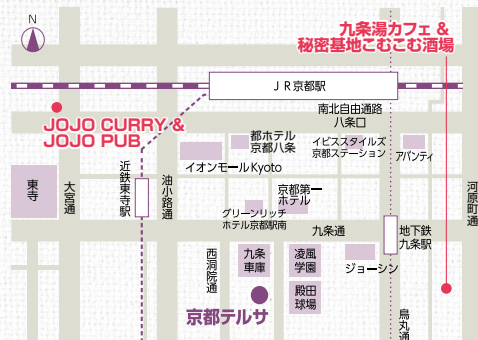 N
九条湯カフェ &
秘密基地こむこむ酒場
JR京都駅
南北自由通路
八条口
JOJO CURRY &
JOJO PUB
都ホテル
京都八条
イビススタイルズ
京都ステーション
アバンティ
イオンモールKyoto
東寺
大宮通
近鉄東寺駅
油小路通
京都第一
ホテル
河原町通
グリーンリッチ
ホテル京都駅南
九条通
地下鉄
九条駅
西洞院通
九条
車庫
凌風
学園
ジョーシン
殿田
球場
京都テルサ
烏丸通